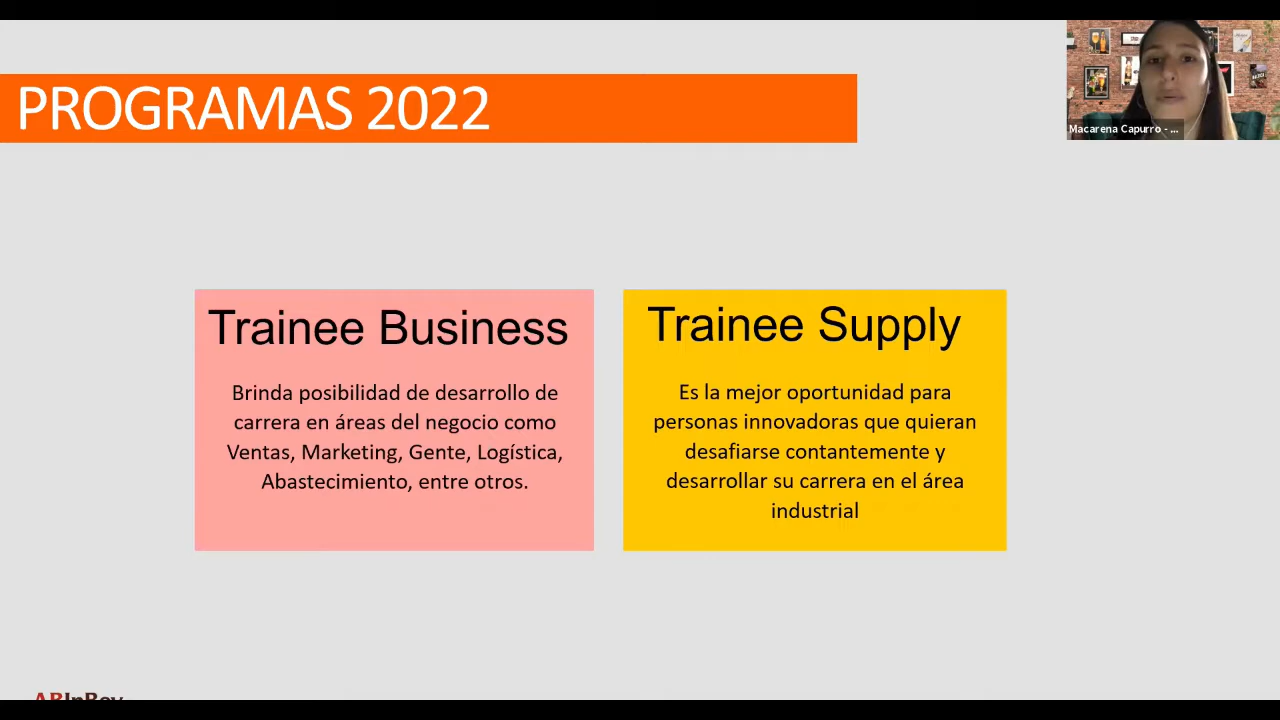 PROGRAMAS 2022
Macarena Capurro - ...
Trainee Business
Brinda posibilidad de desarrollo de
carrera en áreas del negocio como
Ventas, Marketing, Gente, Logística,
Abastecimiento, entre otros.
Trainee Supply
Es la mejor oportunidad para
personas innovadoras que quieran
desafiarse contantemente y
desarrollar su carrera en el área
industrial
ABInBev